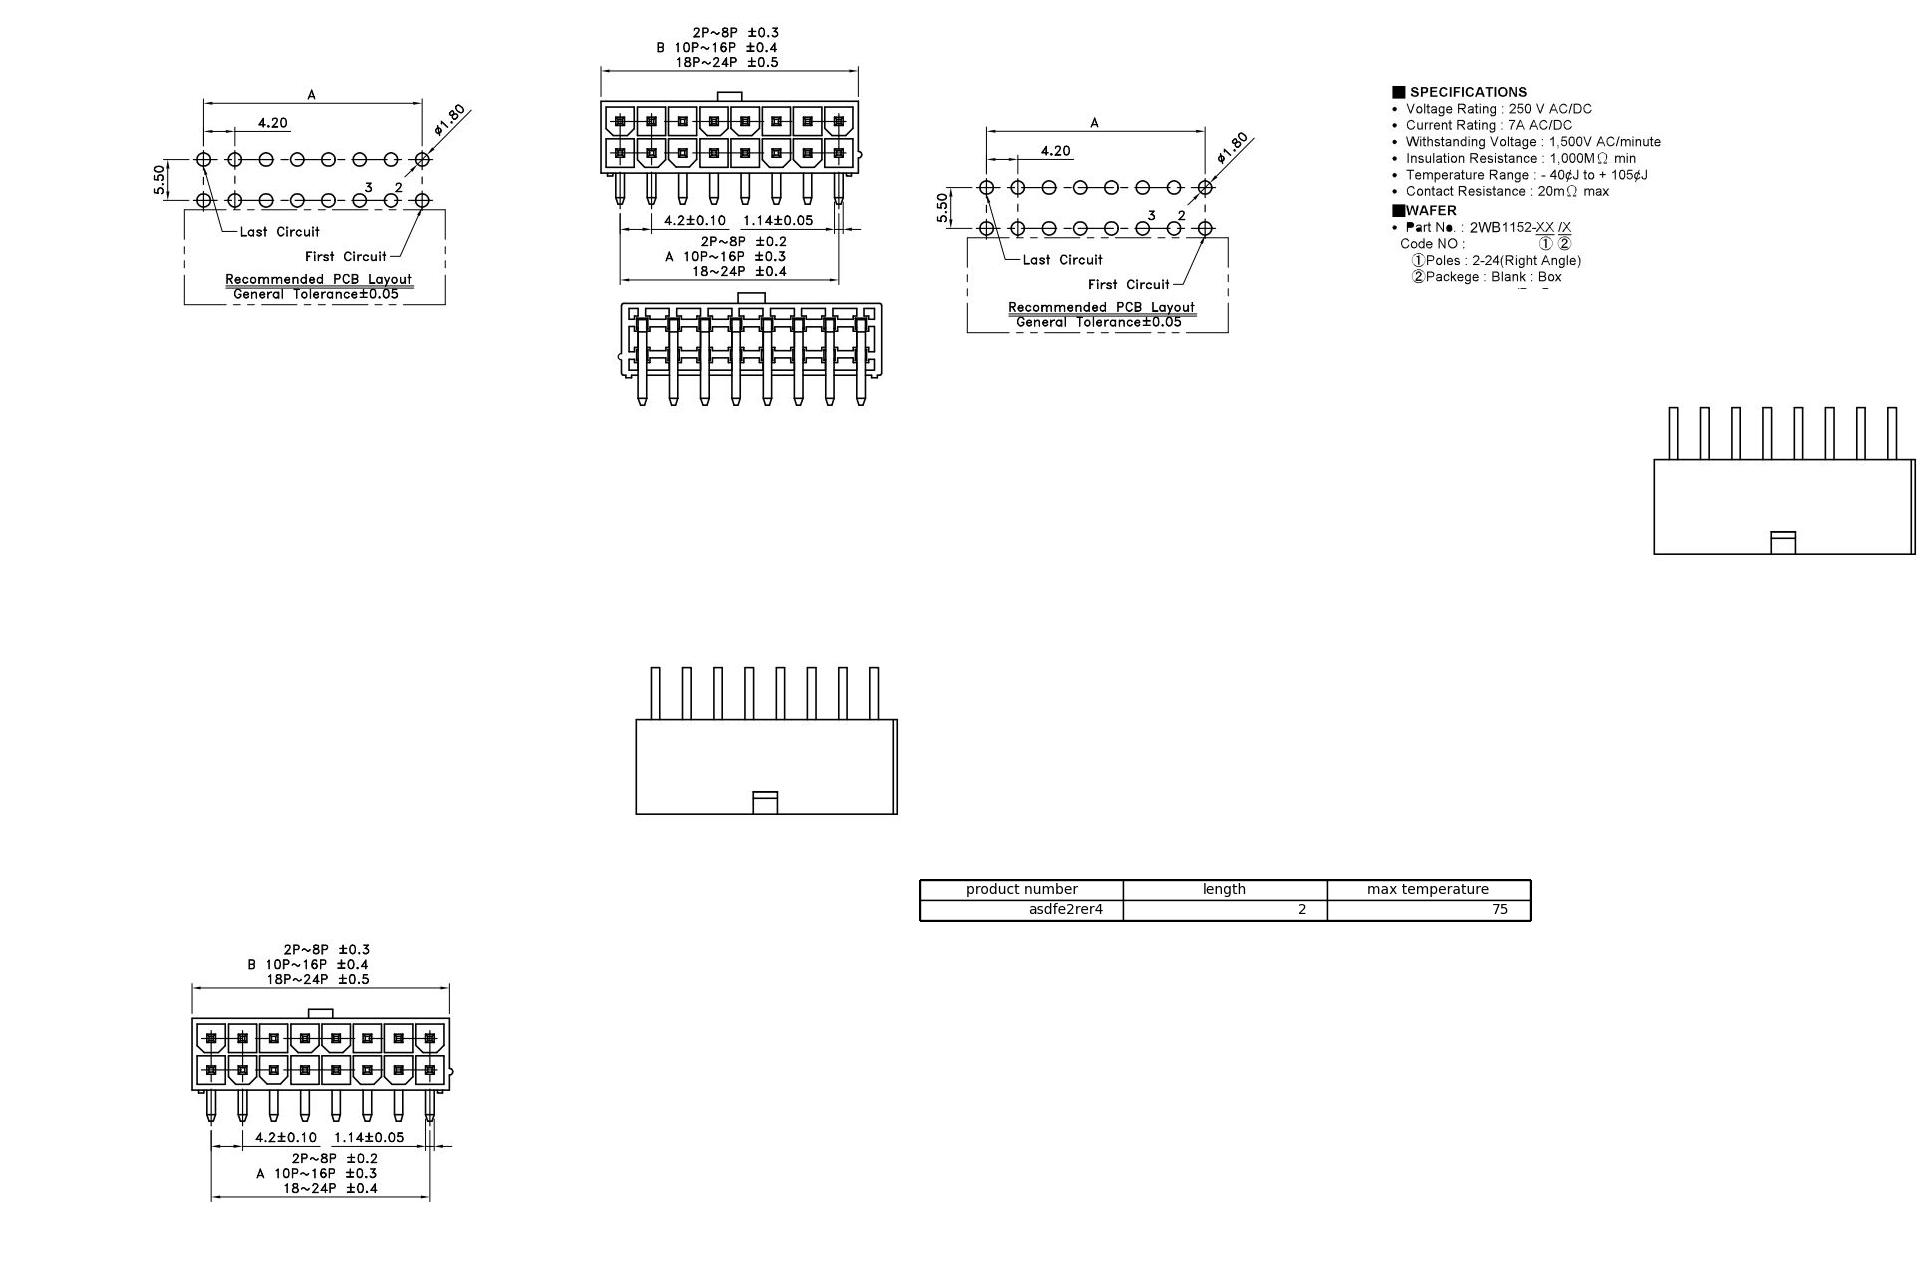 2P~8P ±0.3
B 10P~16P ±0.4
18P~24P ±0.5
4.2±0.10 1.14±0.05
2P~8P ±0.2
A 10P~16P ±0.3
18~24P ±0.4
A
4.20
ø1.80
5.50
3 2
Last Circuit
First Circuit
Recommended PCB Layout
General Tolerance±0.05
A
4.20
ø1.80
5.50
3 2
Last Circuit
First Circuit
Recommended PCB Layout
General Tolerance±0.05
■ SPECIFICATIONS
• Voltage Rating : 250 V AC/DC
• Current Rating : 7A AC/DC
• Withstanding Voltage : 1,500V AC/minute
• Insulation Resistance : 1,000MΩ min
• Temperature Range : - 40¢J to + 105¢J
• Contact Resistance : 20mΩ max
■WAFER
• Part No. : 2WB1152-XX /X
Code NO : ① ②
①Poles : 2-24(Right Angle)
②Packege : Blank : Box
product number length max temperature
asdfe2rer4 2 75
2P~8P ±0.3
B 10P~16P ±0.4
18P~24P ±0.5
4.2±0.10 1.14±0.05
2P~8P ±0.2
A 10P~16P ±0.3
18~24P ±0.4